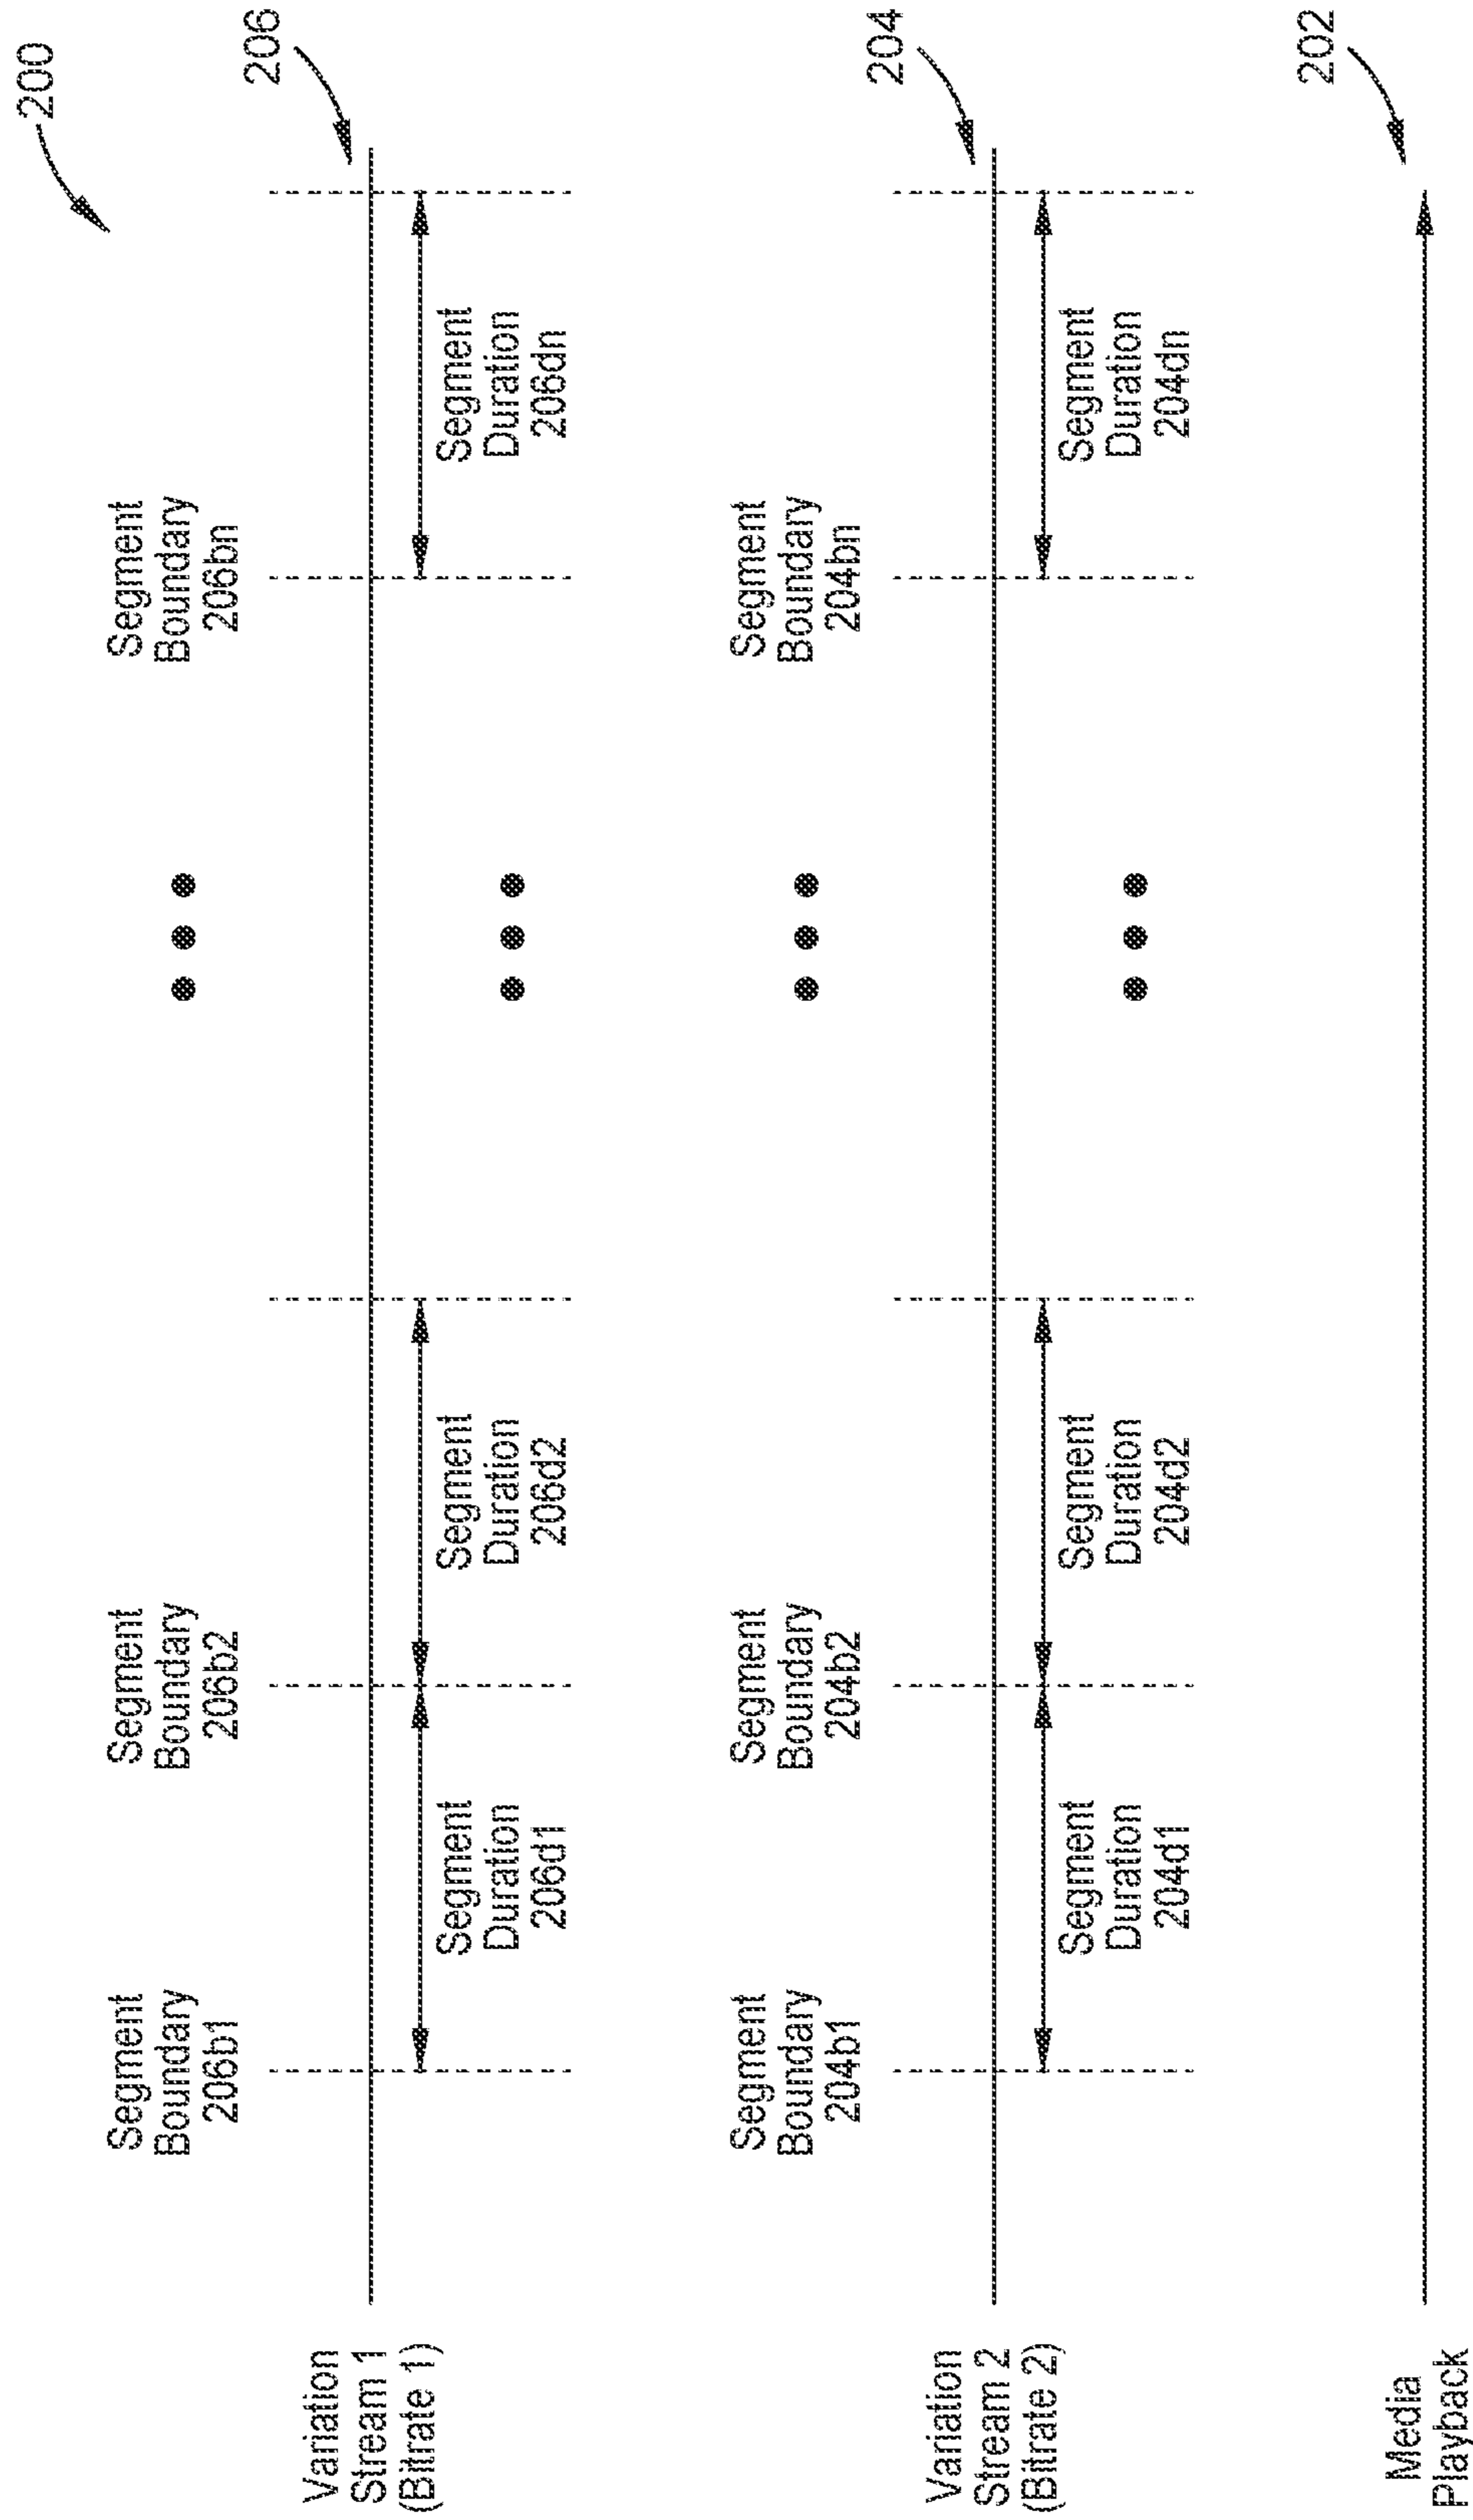 200
206
Segment
Boundary
206b1
Segment
Boundary
206b2
Segment
Boundary
206bn
Variation
Stream 1
(Bitrate 1)
Segment
Duration
206d1
Segment
Duration
206d2
Segment
Duration
206dn
204
Segment
Boundary
204b1
Segment
Boundary
204b2
Segment
Boundary
204bn
Variation
Stream 2
(Bitrate 2)
Segment
Duration
204d1
Segment
Duration
204d2
Segment
Duration
204dn
202
Media
Playback